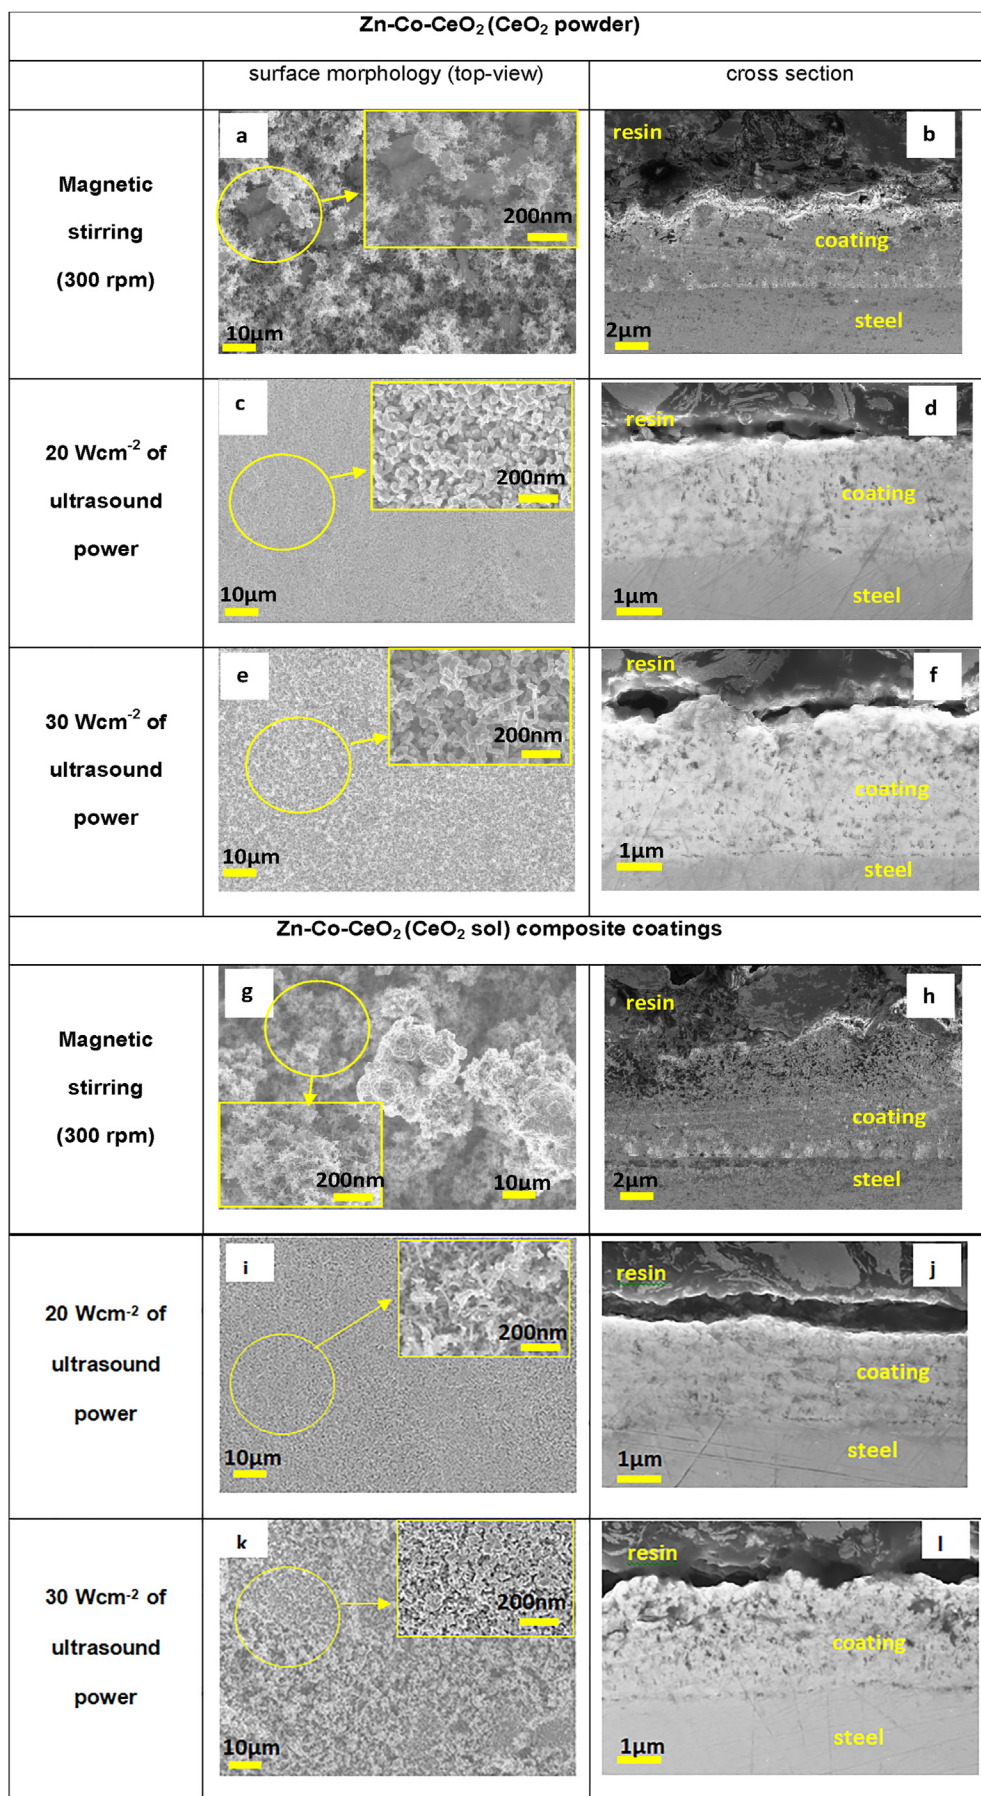 Zn-Co-CeO₂ (CeO₂ powder)
surface morphology (top-view)
cross section
Magnetic
stirring
(300 rpm)
a
200nm
10µm
resin
b
coating
steel
2µm
20 Wcm⁻² of
ultrasound
power
c
200nm
10µm
resin
d
coating
steel
1µm
30 Wcm⁻² of
ultrasound
power
e
200nm
10µm
resin
f
coating
1µm
steel
Zn-Co-CeO₂ (CeO₂ sol) composite coatings
Magnetic
stirring
(300 rpm)
g
200nm
10µm
resin
h
coating
steel
2µm
20 Wcm⁻² of
ultrasound
power
i
200nm
10µm
resin
j
coating
steel
1µm
30 Wcm⁻² of
ultrasound
power
k
200nm
10µm
resin
l
coating
steel
1µm